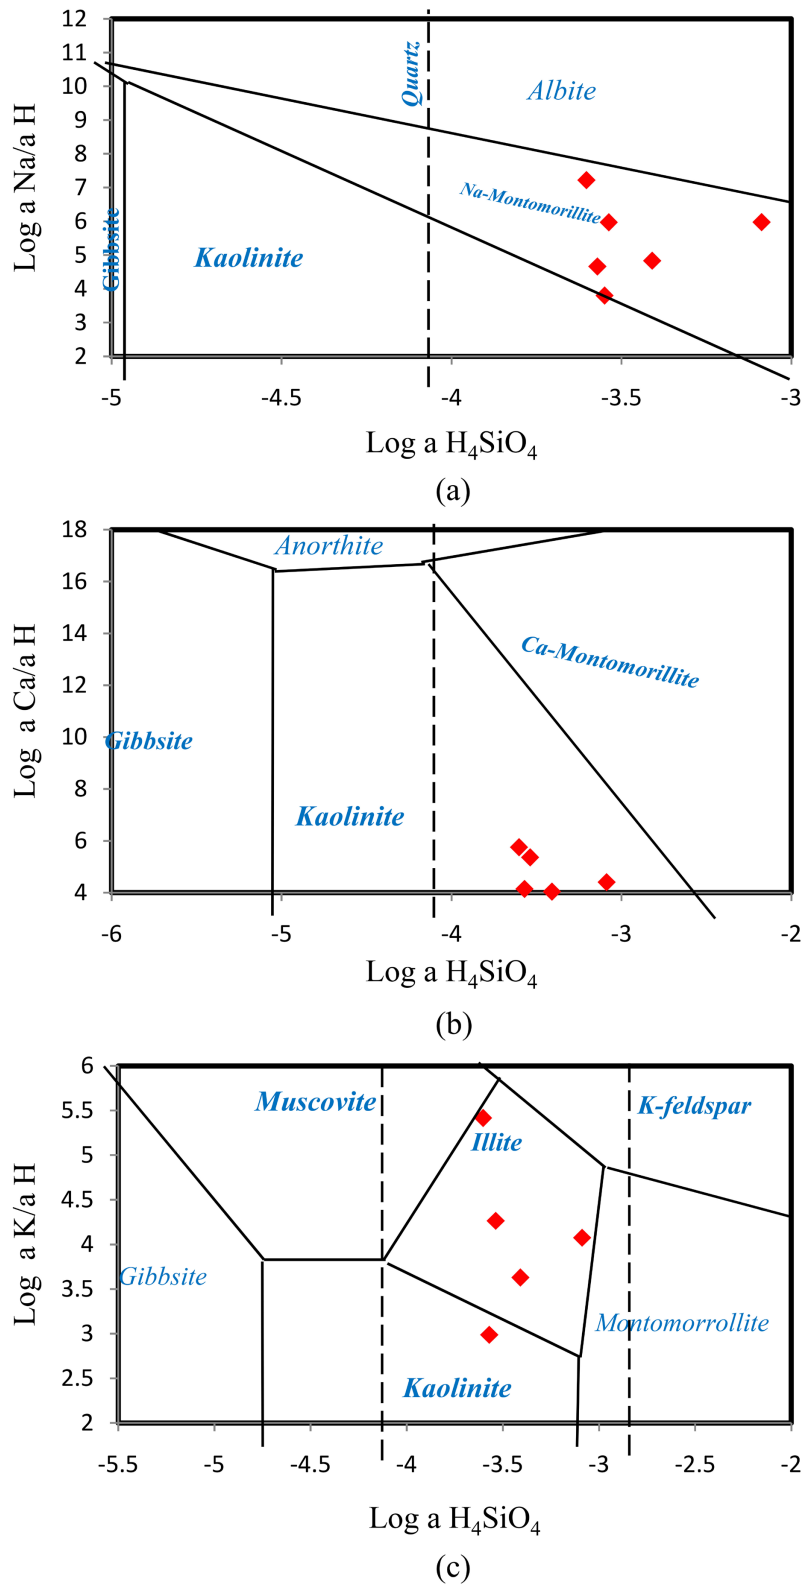 12
11
10
9
8
7
6
5
4
3
2
Log a Na/a H
Quartz
Albite
Na-Montomorillite
Gibbsite
Kaolinite
-5
-4.5
-4
-3.5
-3
Log a H₄SiO₄
(a)
18
16
14
12
10
8
6
4
Log a Ca/a H
Anorthite
Ca-Montomorillite
Gibbsite
Kaolinite
-6
-5
-4
-3
-2
Log a H₄SiO₄
(b)
6
5.5
5
4.5
4
3.5
3
2.5
2
Log a K/a H
Muscovite
K-feldspar
Illite
Gibbsite
Montomorrollite
Kaolinite
-5.5
-5
-4.5
-4
-3.5
-3
-2.5
-2
Log a H₄SiO₄
(c)